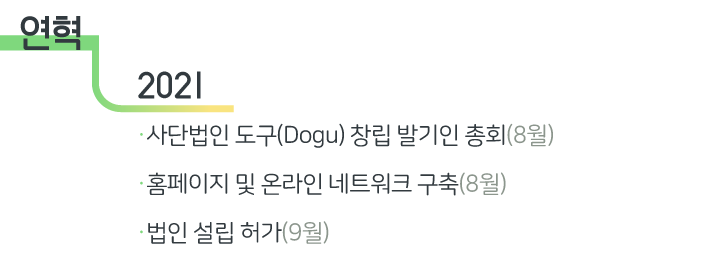 연혁
2021
·사단법인 도구(Dogu) 창립 발기인 총회(8월)
·홈페이지 및 온라인 네트워크 구축(8월)
·법인 설립 허가(9월)